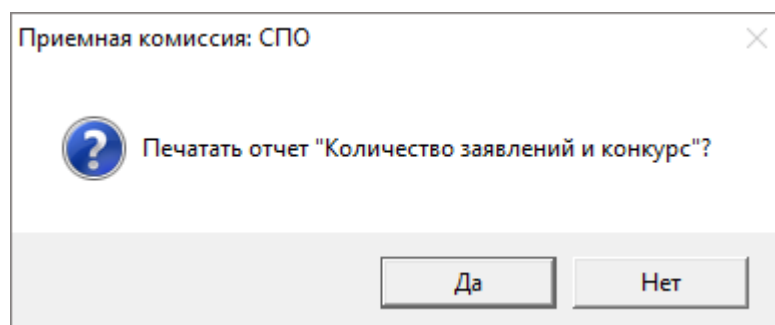 Приемная комиссия: СПО
Печатать отчет "Количество заявлений и конкурс"?
Да
Нет